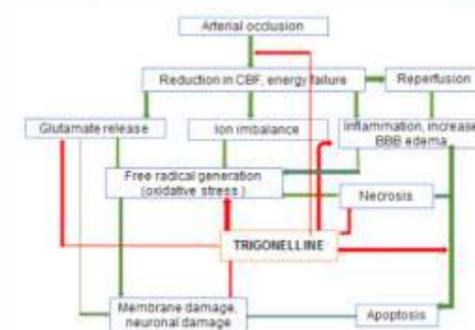 Arterial occlusion
Reduction in CBF, energy failure
Reperfusion
Glutamate release
Ion imbalance
Inflammation, increase
BBB edema
Free radical generation
(oxidative stress )
Necrosis
TRIGONELLINE
Membrane damage,
neuronal damage
Apoptosis